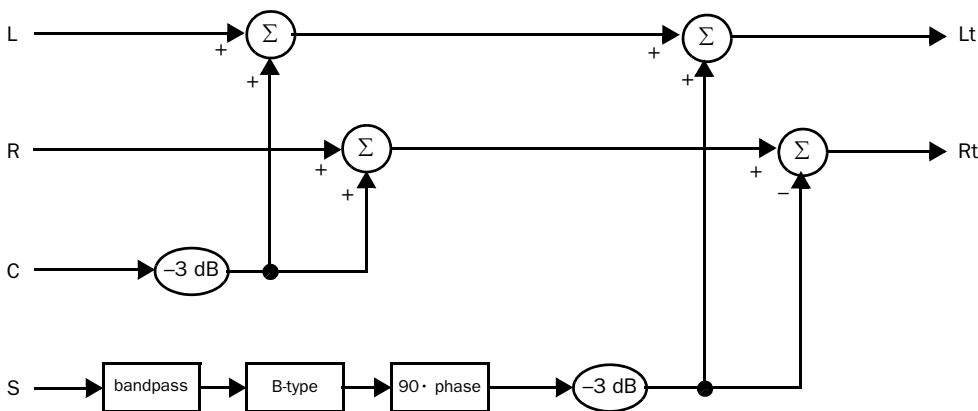 L Σ Σ Lt
+ + + +
R Σ Σ Rt
+ + + −
C −3 dB
S bandpass B-type 90· phase −3 dB